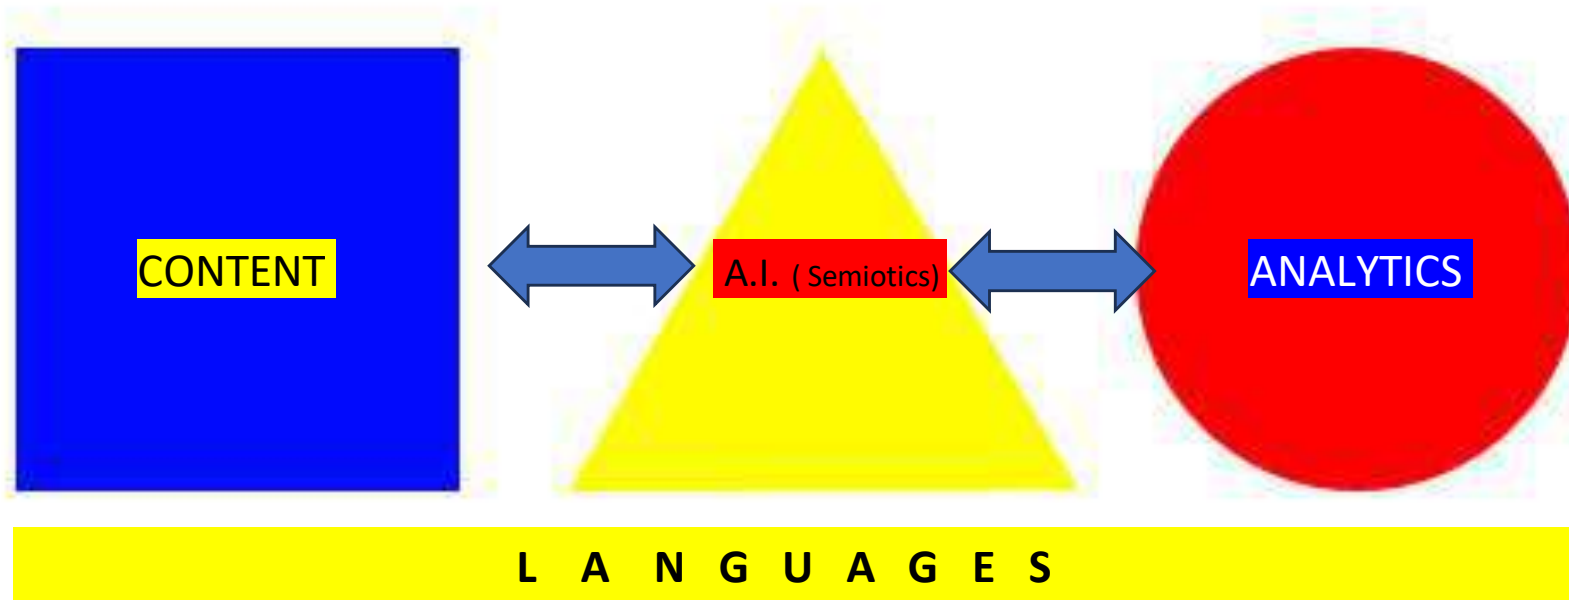 CONTENT
A.I. ( Semiotics)
ANALYTICS
L A N G U A G E S